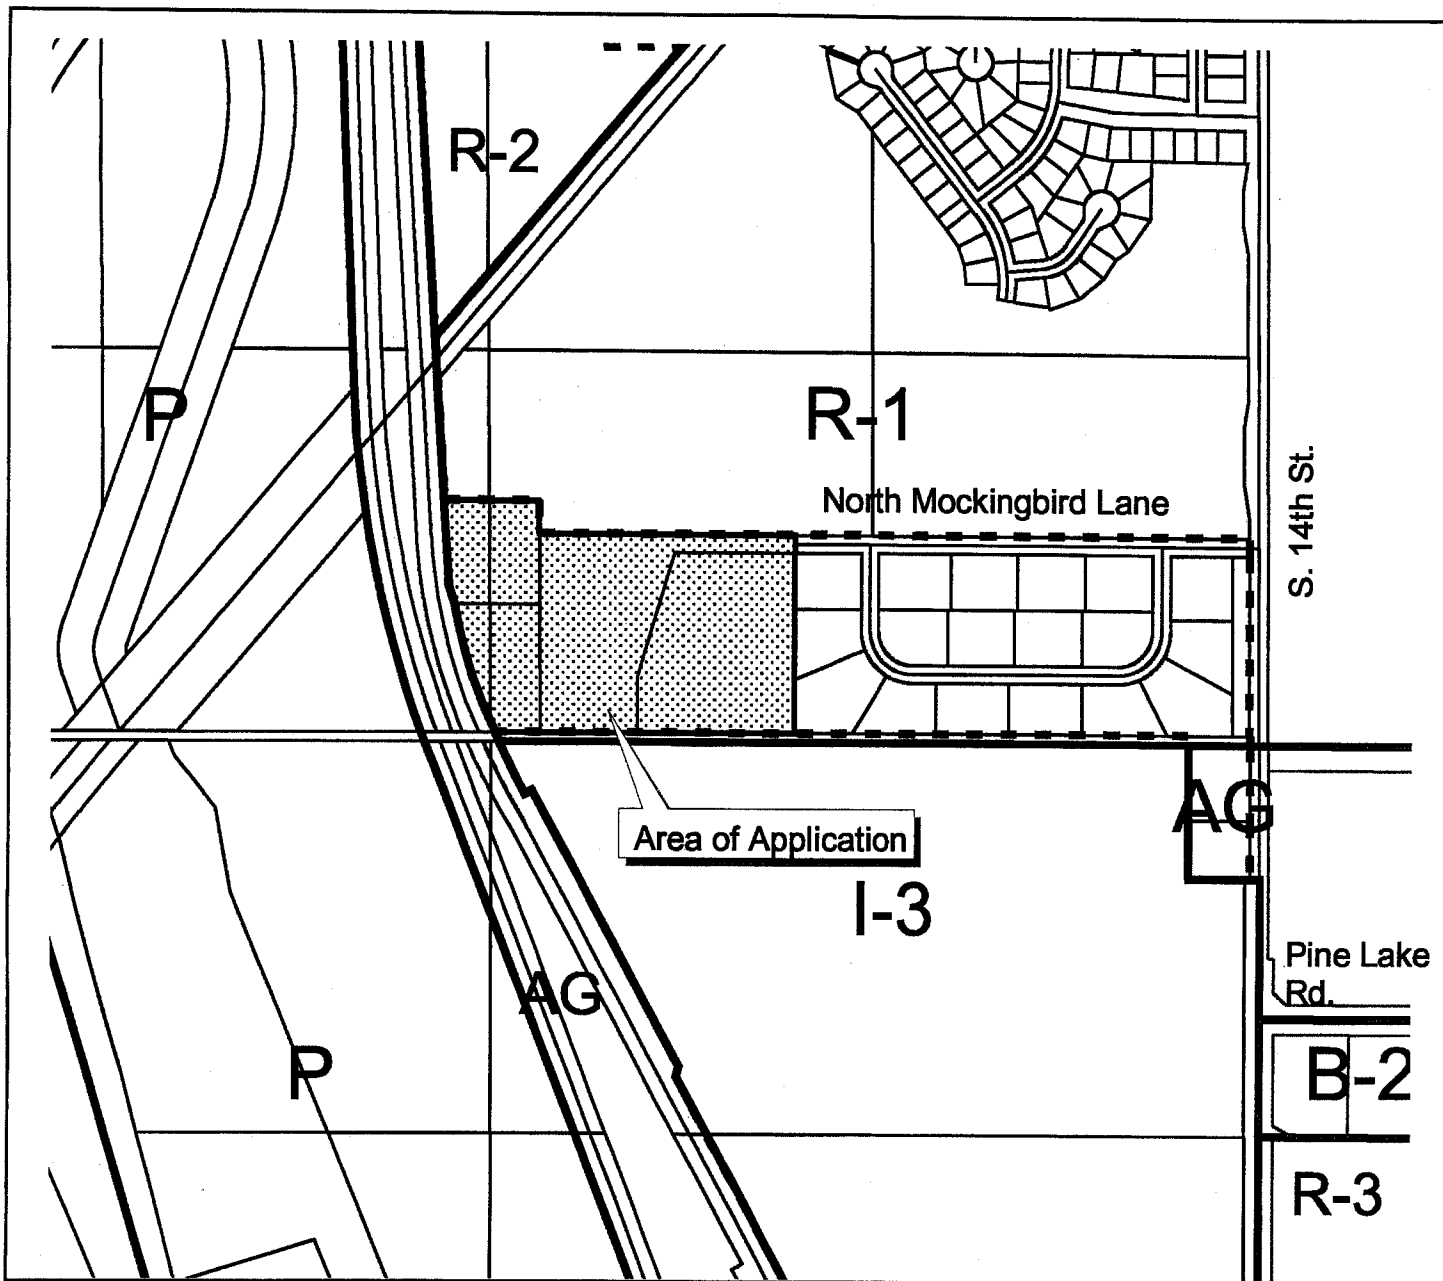 R-2
P
R-1
North Mockingbird Lane
S. 14th St.
AG
Area of Application
I-3
Pine Lake
Rd.
AG
P
B-2
R-3